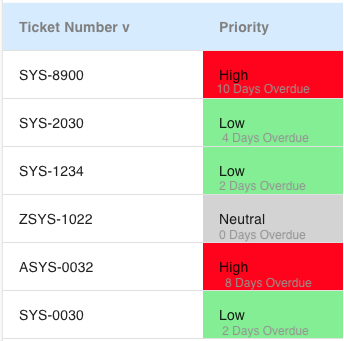 Ticket Number v Priority
SYS-8900 High
10 Days Overdue
SYS-2030 Low
4 Days Overdue
SYS-1234 Low
2 Days Overdue
ZSYS-1022 Neutral
0 Days Overdue
ASYS-0032 High
8 Days Overdue
SYS-0030 Low
2 Days Overdue